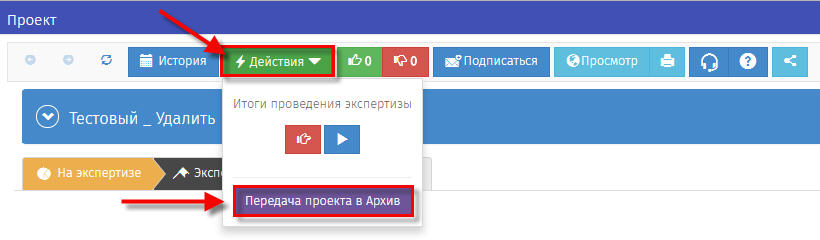 Проект
История
Действия
0
0
Подписаться
Просмотр
Тестовый _ Удалить
Итоги проведения экспертизы
На экспертизе
Передача проекта в Архив